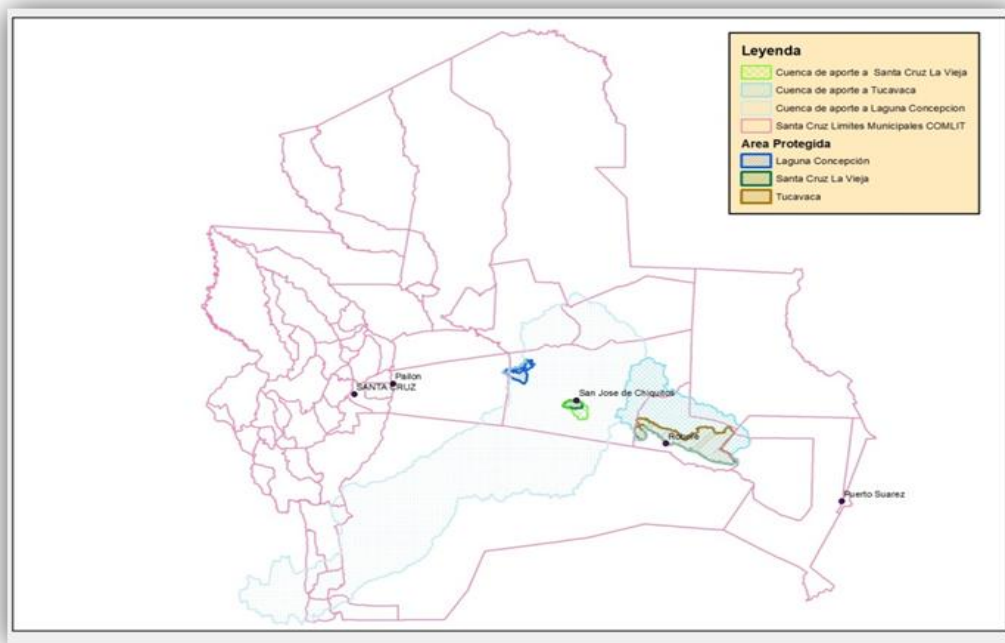 Leyenda
Cuenca de aporte a Santa Cruz La Vieja
Cuenca de aporte a Tucavaca
Cuenca de aporte a Laguna Concepcion
Santa Cruz Limites Municipales COMLIT
Area Protegida
Laguna Concepción
Santa Cruz La Vieja
Tucavaca
Pailon
SANTA CRUZ
San Jose de Chiquitos
Robore
Puerto Suarez